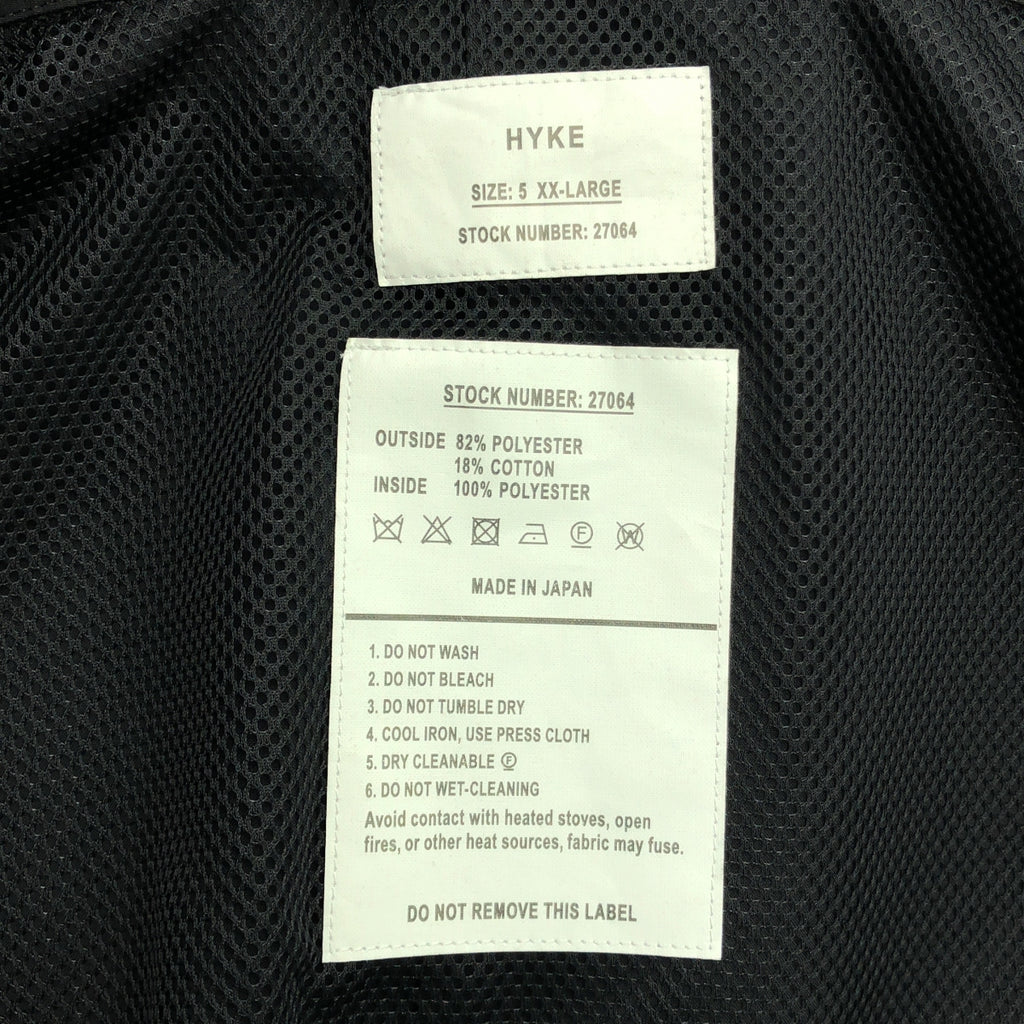 HYKE
SIZE: 5 XX-LARGE
STOCK NUMBER: 27064
STOCK NUMBER: 27064
OUTSIDE 82% POLYESTER
18% COTTON
INSIDE 100% POLYESTER
F W
MADE IN JAPAN
1. DO NOT WASH
2. DO NOT BLEACH
3. DO NOT TUMBLE DRY
4. COOL IRON, USE PRESS CLOTH
5. DRY CLEANABLE Ⓕ
6. DO NOT WET-CLEANING
Avoid contact with heated stoves, open
fires, or other heat sources, fabric may fuse.
DO NOT REMOVE THIS LABEL